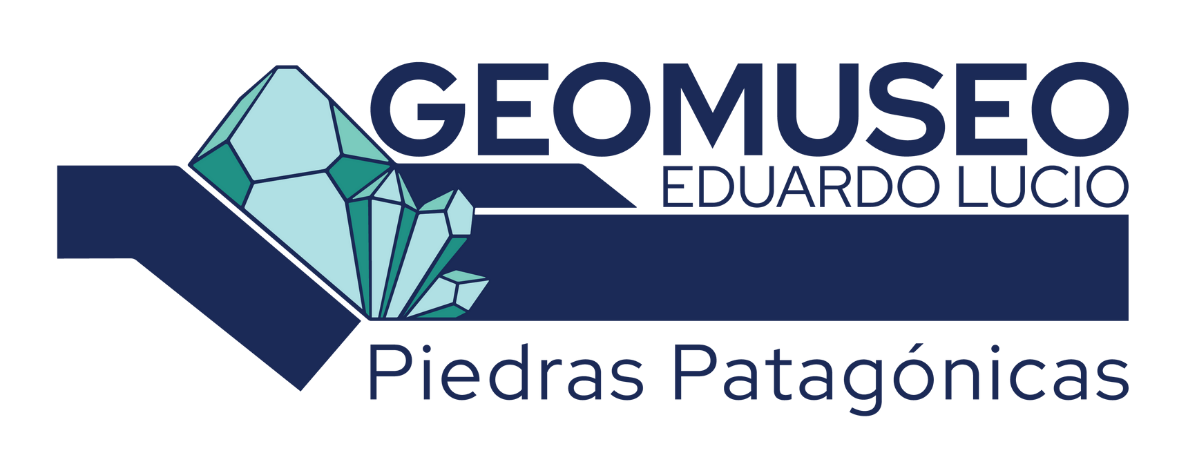 GEOMUSEO
EDUARDO LUCIO
Piedras Patagónicas